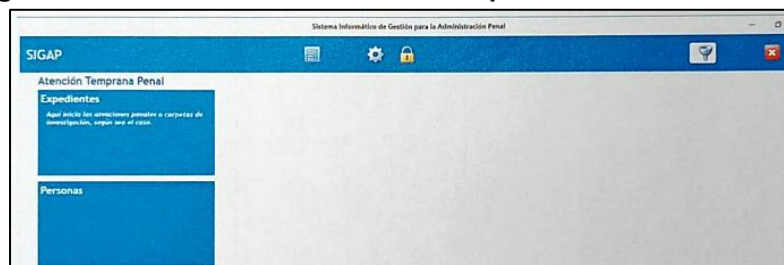 Sistema Informático de Gestión para la Administración Penal
SIGAP
Atención Temprana Penal
Expedientes
Aquí inicia las atenciones penales o carpetas de
investigación, según sea el caso.
Personas